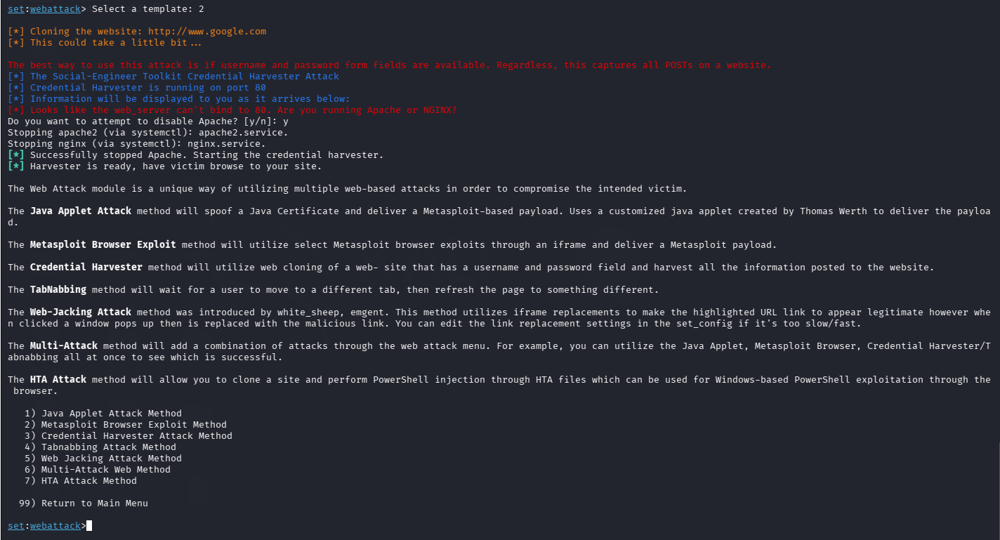 set:webattack> Select a template: 2
[*] Cloning the website: http://www.google.com
[*] This could take a little bit...
The best way to use this attack is if username and password form fields are available. Regardless, this captures all POSTs on a website.
[*] The Social-Engineer Toolkit Credential Harvester Attack
[*] Credential Harvester is running on port 80
[*] Information will be displayed to you as it arrives below:
[*] Looks like the web_server can't bind to 80. Are you running Apache or NGINX?
Do you want to attempt to disable Apache? [y/n]: y
Stopping apache2 (via systemctl): apache2.service.
Stopping nginx (via systemctl): nginx.service.
[*] Successfully stopped Apache. Starting the credential harvester.
[*] Harvester is ready, have victim browse to your site.
The Web Attack module is a unique way of utilizing multiple web-based attacks in order to compromise the intended victim.
The Java Applet Attack method will spoof a Java Certificate and deliver a Metasploit-based payload. Uses a customized java applet created by Thomas Werth to deliver the payloa
d.
The Metasploit Browser Exploit method will utilize select Metasploit browser exploits through an iframe and deliver a Metasploit payload.
The Credential Harvester method will utilize web cloning of a web- site that has a username and password field and harvest all the information posted to the website.
The TabNabbing method will wait for a user to move to a different tab, then refresh the page to something different.
The Web-Jacking Attack method was introduced by white_sheep, emgent. This method utilizes iframe replacements to make the highlighted URL link to appear legitimate however whe
n clicked a window pops up then is replaced with the malicious link. You can edit the link replacement settings in the set_config if it's too slow/fast.
The Multi-Attack method will add a combination of attacks through the web attack menu. For example, you can utilize the Java Applet, Metasploit Browser, Credential Harvester/T
abnabbing all at once to see which is successful.
The HTA Attack method will allow you to clone a site and perform PowerShell injection through HTA files which can be used for Windows-based PowerShell exploitation through the
browser.
1) Java Applet Attack Method
2) Metasploit Browser Exploit Method
3) Credential Harvester Attack Method
4) Tabnabbing Attack Method
5) Web Jacking Attack Method
6) Multi-Attack Web Method
7) HTA Attack Method
99) Return to Main Menu
set:webattack>